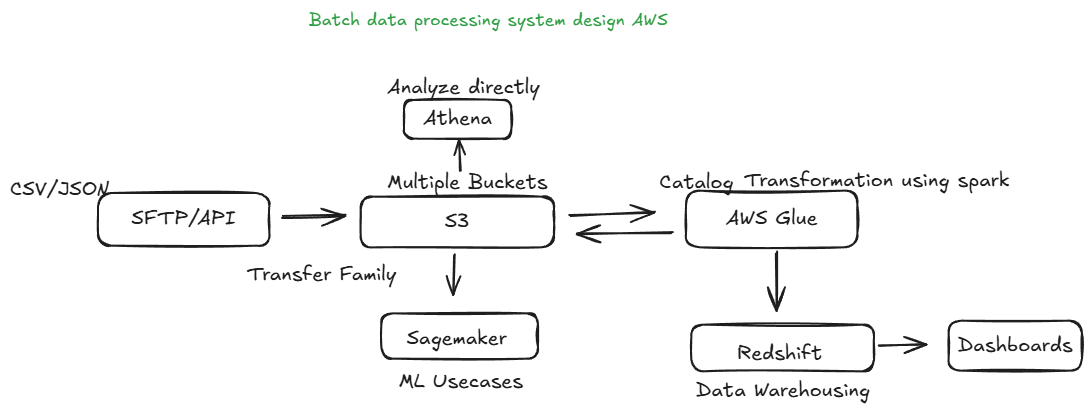 Batch data processing system design AWS
Analyze directly
Athena
CSV/JSON
Multiple Buckets
Catalog Transformation using spark
SFTP/API
S3
AWS Glue
Transfer Family
Sagemaker
Redshift
Dashboards
ML Usecases
Data Warehousing